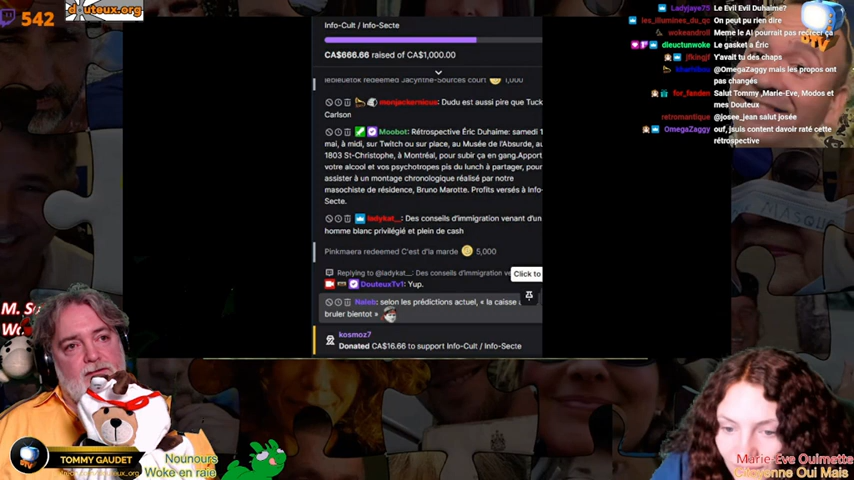 542
douteux.org
Info-Cult / Info-Secte
CA$666.66 raised of CA$1,000.00
redeemed Jacynthe-Sources court 1,000
monjackernicus: Dudu est aussi pire que Tuck
Carlson
Moobot: Rétrospective Éric Duhaime: samedi 1
mai, à midi, sur Twitch ou sur place, au Musée de l'Absurde, au
1803 St-Christophe, à Montréal, pour subir ça en gang.Apport
votre alcool et vos psychotropes pis du lunch à partager, pour
assister à un montage chronologique réalisé par notre
masochiste de résidence, Bruno Marotte. Profits versés à Info-
Secte.
ladykat__: Des conseils d'immigration venant d'un
homme blanc privilégié et plein de cash
Pinkmaera redeemed C'est d'la marde 5,000
Replying to @ladykat__: Des conseils d'immigration ve
Click to
DouteuxTv1: Yup.
Naleb: selon les prédictions actuel, « la caisse
bruler bientot »
kosmoz7
Donated CA$16.66 to support Info-Cult / Info-Secte
Ladyjaye75 Le Evil Evil Duhaime?
les_illumines_du_qc On peut pu rien dire
wokeandroll Meme le AI pourrait pas recréer ça
dieuctunwoke Le gasket a Éric
jfkingjf Y'avait tu des chaps
@OmegaZaggy mais les propos ont
pas changés
for_fanden Salut Tommy ,Marie-Eve, Modos et
mes Douteux
retromantique @josee_jean salut josée
OmegaZaggy ouf, jsuis content davoir raté cette
rétrospective
MASQUE
M. S
Wo
TOMMY GAUDET
Nounours
Woke en raie
Marie-Eve Ouimette
Citoyenne Oui Mais